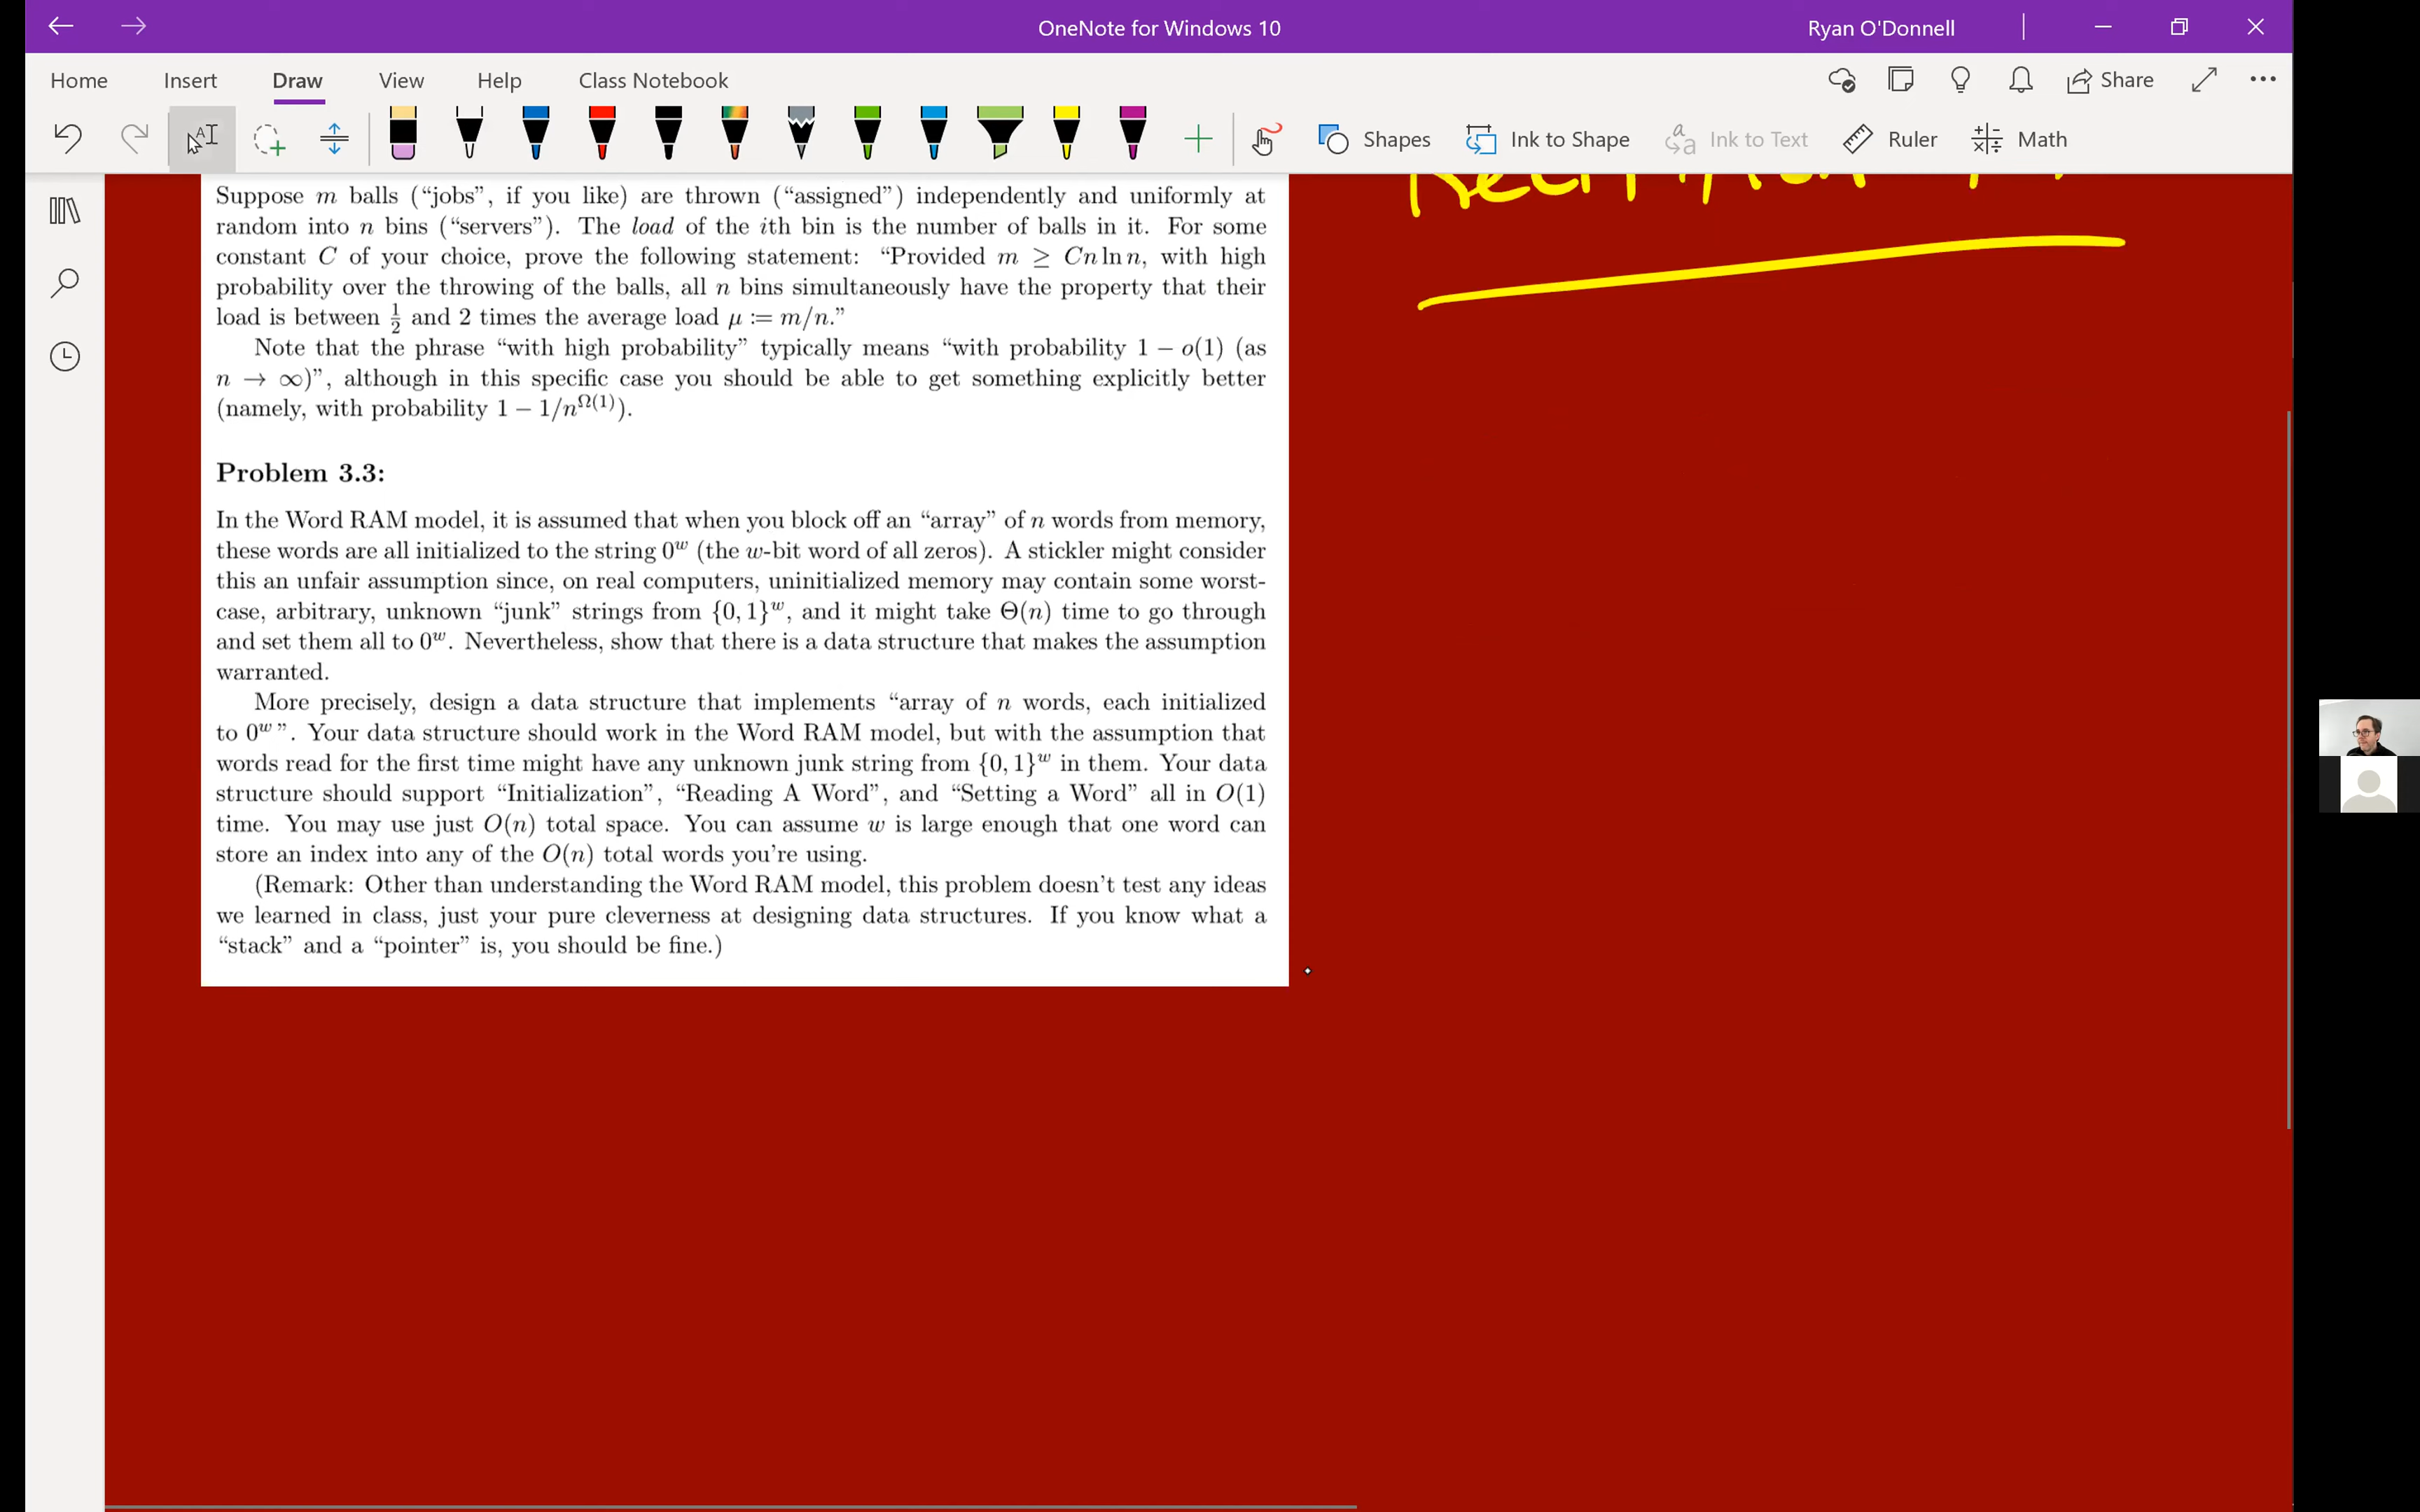 OneNote for Windows 10
Ryan O'Donnell
Home Insert Draw View Help Class Notebook
Share
Shapes Ink to Shape Ink to Text Ruler Math
Suppose m balls (“jobs”, if you like) are thrown (“assigned”) independently and uniformly at
random into n bins (“servers”). The load of the ith bin is the number of balls in it. For some
constant C of your choice, prove the following statement: “Provided m ≥ Cn ln n, with high
probability over the throwing of the balls, all n bins simultaneously have the property that their
load is between 1/2 and 2 times the average load μ := m/n.”
Note that the phrase “with high probability” typically means “with probability 1 − o(1) (as
n → ∞)”, although in this specific case you should be able to get something explicitly better
(namely, with probability 1 − 1/n^Ω(1)).
Problem 3.3:
In the Word RAM model, it is assumed that when you block off an “array” of n words from memory,
these words are all initialized to the string 0^w (the w-bit word of all zeros). A stickler might consider
this an unfair assumption since, on real computers, uninitialized memory may contain some worst-
case, arbitrary, unknown “junk” strings from {0, 1}^w, and it might take Θ(n) time to go through
and set them all to 0^w. Nevertheless, show that there is a data structure that makes the assumption
warranted.
More precisely, design a data structure that implements “array of n words, each initialized
to 0^w”. Your data structure should work in the Word RAM model, but with the assumption that
words read for the first time might have any unknown junk string from {0, 1}^w in them. Your data
structure should support “Initialization”, “Reading A Word”, and “Setting a Word” all in O(1)
time. You may use just O(n) total space. You can assume w is large enough that one word can
store an index into any of the O(n) total words you’re using.
(Remark: Other than understanding the Word RAM model, this problem doesn’t test any ideas
we learned in class, just your pure cleverness at designing data structures. If you know what a
“stack” and a “pointer” is, you should be fine.)